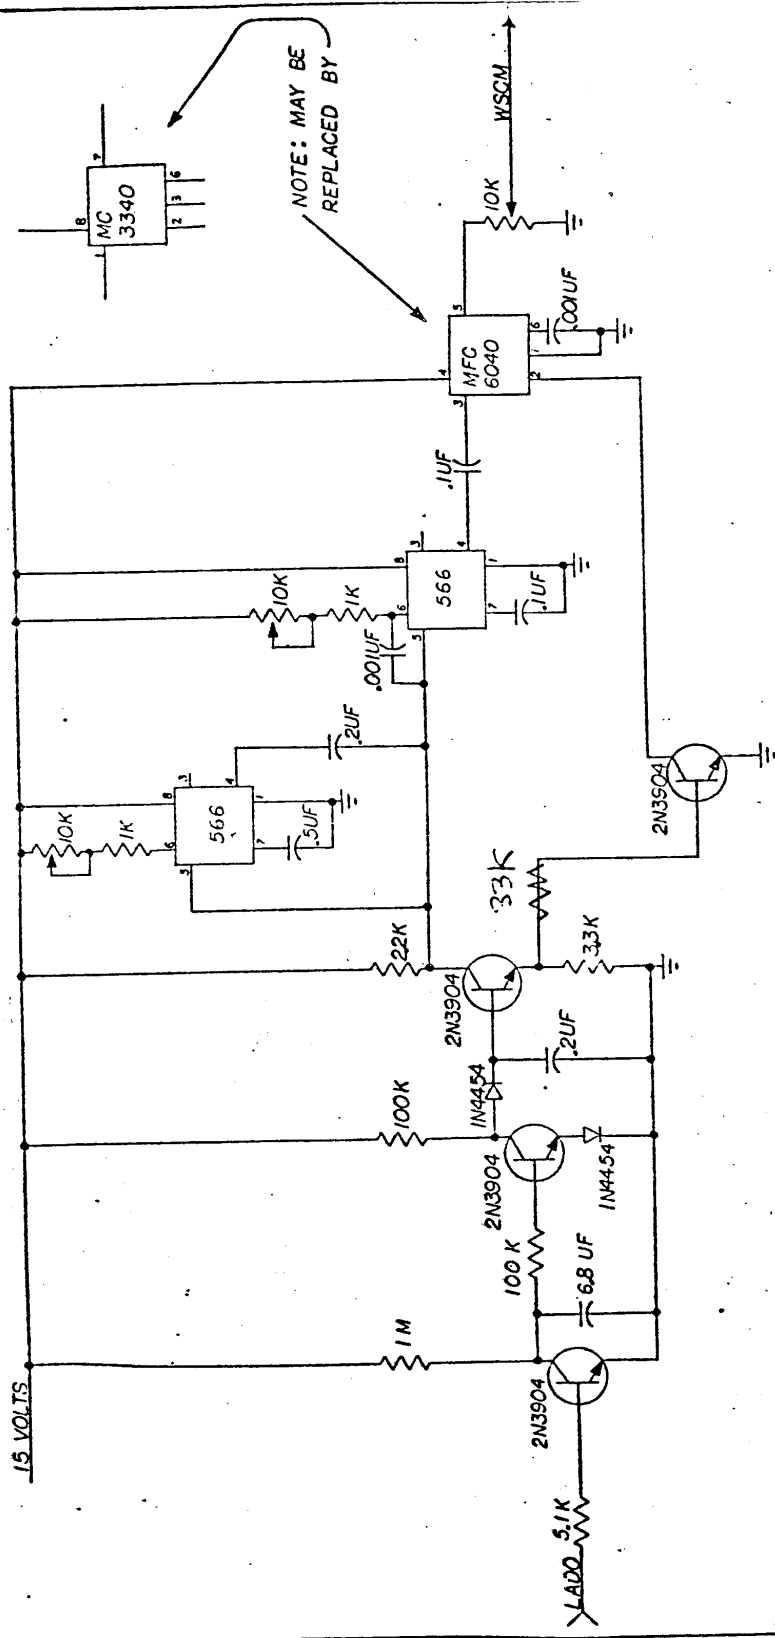 15 VOLTS
LADO
5.1K
2N3904
1M
6.8 UF
100 K
2N3904
100K
1N4454
1N4454
.2UF
2N3904
22K
3.3K
33K
2N3904
10K
1K
566
5
6
8
3
4
7
1
.5UF
.2UF
10K
1K
.001UF
566
5
6
8
3
4
7
1
.1UF
.1UF
MFC
6040
3
4
5
2
1
6
.001UF
10K
WSCM
MC
3340
1
8
7
2
3
6
NOTE: MAY BE
REPLACED BY